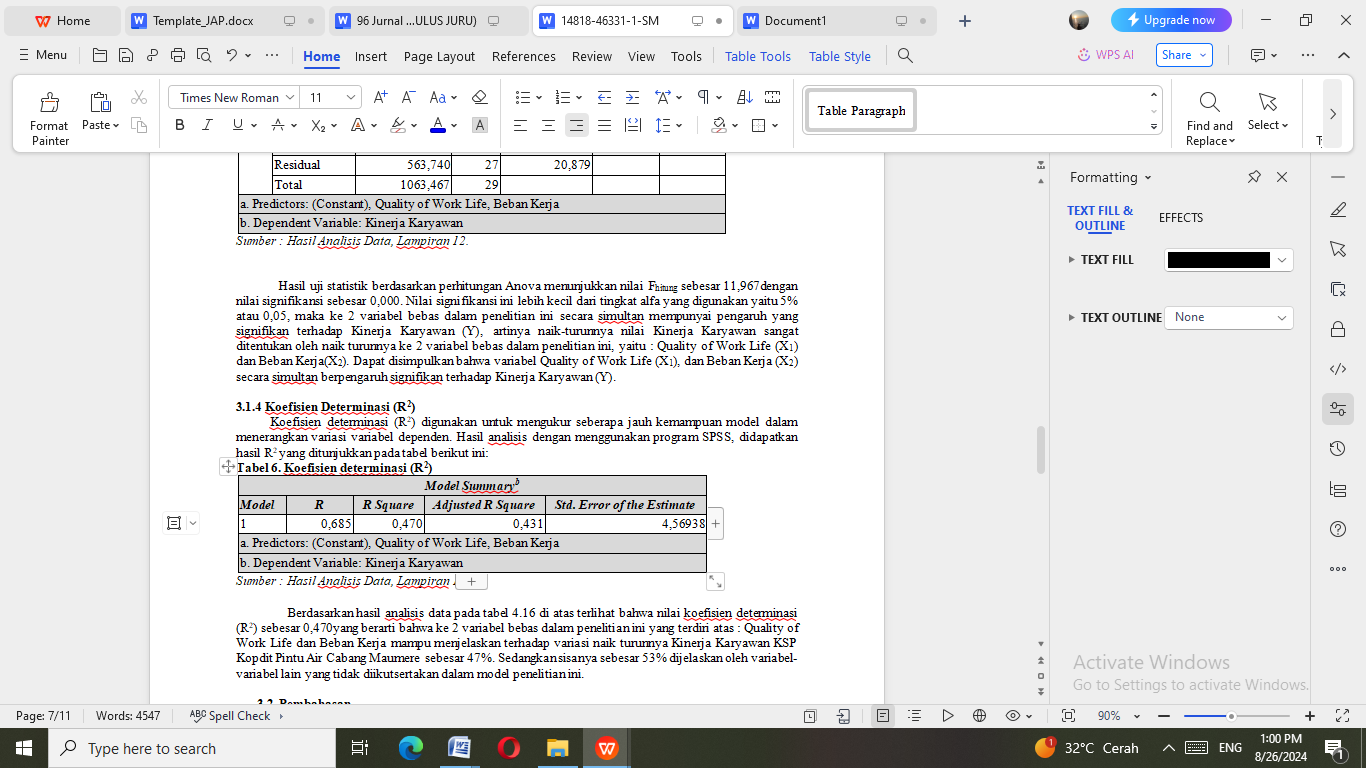 Home
Template_JAP.docx
96 Jurnal ... ULUS JURU)
14818-46331-1-SM
Document1
...Upgrade now
Menu
Home
Insert
Page Layout
References
Review
View
Tools
Table Tools
Table Style
WPS AI
Share
Format Painter
Paste
Times New Roman
11
Table Paragraph
Find and Replace
Select
Residual 563,740 27 20,879
Total 1063,467 29
a. Predictors: (Constant), Quality of Work Life, Beban Kerja
b. Dependent Variable: Kinerja Karyawan
Sumber : Hasil Analisis Data, Lampiran 12.
Hasil uji statistik berdasarkan perhitungan Anova menunjukkan nilai Fhitung sebesar 11,967dengan
nilai signifikansi sebesar 0,000. Nilai signifikansi ini lebih kecil dari tingkat alfa yang digunakan yaitu 5%
atau 0,05, maka ke 2 variabel bebas dalam penelitian ini secara simultan mempunyai pengaruh yang
signifikan terhadap Kinerja Karyawan (Y), artinya naik-turunnya nilai Kinerja Karyawan sangat
ditentukan oleh naik turunnya ke 2 variabel bebas dalam penelitian ini, yaitu : Quality of Work Life (X1)
dan Beban Kerja(X2). Dapat disimpulkan bahwa variabel Quality of Work Life (X1), dan Beban Kerja (X2)
secara simultan berpengaruh signifikan terhadap Kinerja Karyawan (Y).
3.1.4 Koefisien Determinasi (R²)
Koefisien determinasi (R²) digunakan untuk mengukur seberapa jauh kemampuan model dalam
menerangkan variasi variabel dependen. Hasil analisis dengan menggunakan program SPSS, didapatkan
hasil R² yang ditunjukkan pada tabel berikut ini:
Tabel 6. Koefisien determinasi (R²)
Model Summaryᵇ
Model R R Square Adjusted R Square Std. Error of the Estimate
1 0,685 0,470 0,431 4,56938
a. Predictors: (Constant), Quality of Work Life, Beban Kerja
b. Dependent Variable: Kinerja Karyawan
Sumber : Hasil Analisis Data, Lampiran
Berdasarkan hasil analisis data pada tabel 4.16 di atas terlihat bahwa nilai koefisien determinasi
(R²) sebesar 0,470yang berarti bahwa ke 2 variabel bebas dalam penelitian ini yang terdiri atas : Quality of
Work Life dan Beban Kerja mampu menjelaskan terhadap variasi naik turunnya Kinerja Karyawan KSP
Kopdit Pintu Air Cabang Maumere sebesar 47%. Sedangkan sisanya sebesar 53% dijelaskan oleh variabel-
variabel lain yang tidak diikutsertakan dalam model penelitian ini.
3.2. Pembahasan
Formatting
TEXT FILL & OUTLINE
EFFECTS
TEXT FILL
TEXT OUTLINE
None
Activate Windows
Go to Settings to activate Windows.
Page: 7/11
Words: 4547
Spell Check
90%
Type here to search
32°C Cerah
ENG
1:00 PM
8/26/2024